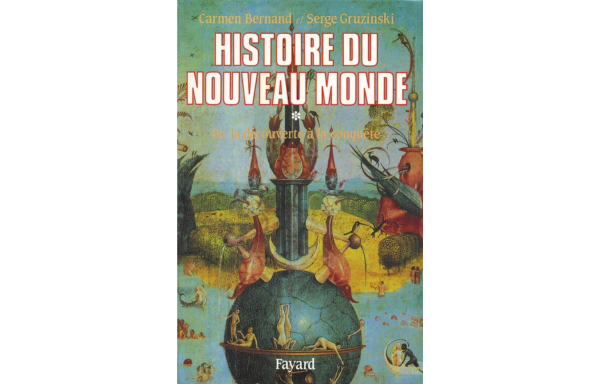 Carmen Bernand et Serge Gruzinski
HISTOIRE DU
NOUVEAU MONDE
*
De la découverte à la conquête
Fayard